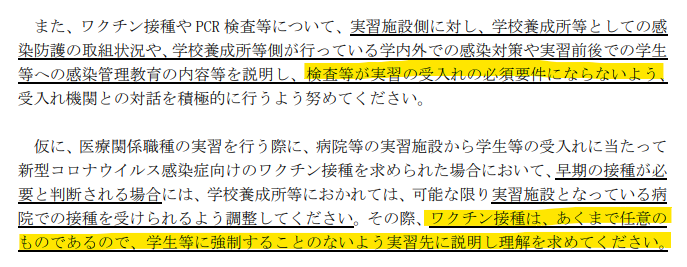 また、ワクチン接種やPCR検査等について、実習施設側に対し、学校養成所等としての感
染防護の取組状況や、学校養成所等側が行っている学内外での感染対策や実習前後での学生
等への感染管理教育の内容等を説明し、検査等が実習の受入れの必須要件にならないよう、
受入れ機関との対話を積極的に行うよう努めてください。
仮に、医療関係職種の実習を行う際に、病院等の実習施設から学生等の受入れに当たって
新型コロナウイルス感染症向けのワクチン接種を求められた場合において、早期の接種が必
要と判断される場合には、学校養成所等におかれては、可能な限り実習施設となっている病
院での接種を受けられるよう調整してください。その際、ワクチン接種は、あくまで任意の
ものであるので、学生等に強制することのないよう実習先に説明し理解を求めてください。